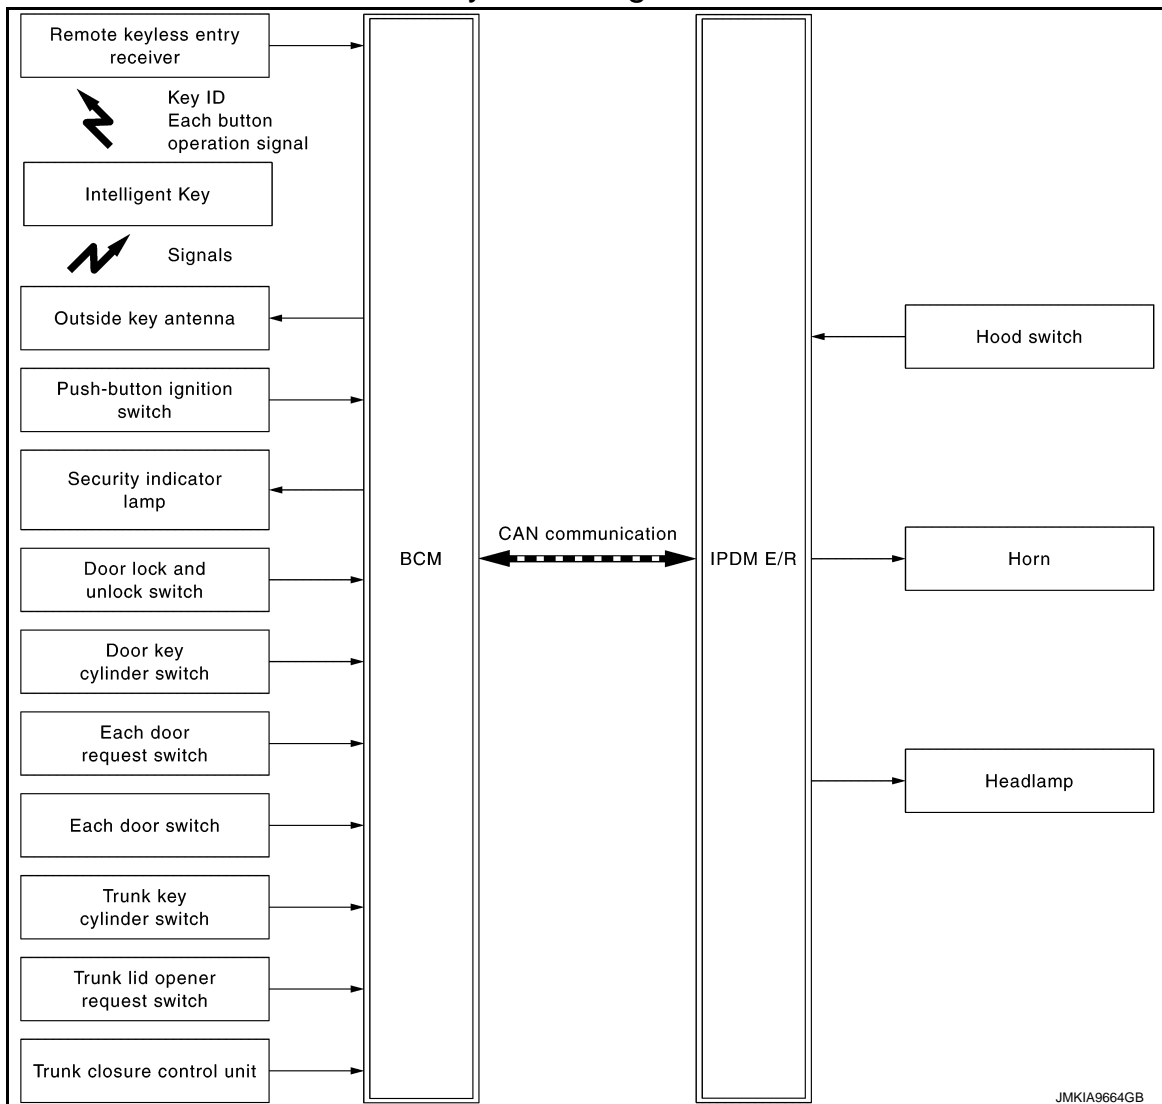 Remote keyless entry
receiver
Key ID
Each button
operation signal
Intelligent Key
Signals
Outside key antenna
Push-button ignition
switch
Security indicator
lamp
Door lock and
unlock switch
Door key
cylinder switch
Each door
request switch
Each door switch
Trunk key
cylinder switch
Trunk lid opener
request switch
Trunk closure control unit
BCM
CAN communication
IPDM E/R
Hood switch
Horn
Headlamp
JMKIA9664GB